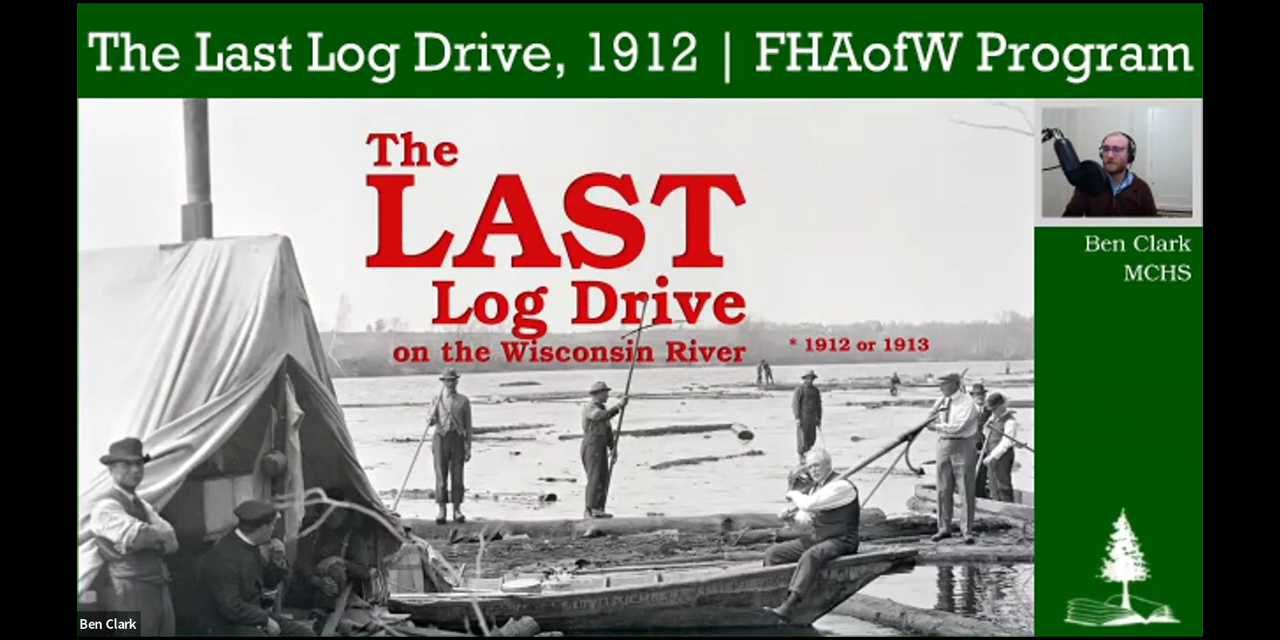 The Last Log Drive, 1912 | FHAofW Program
The
LAST
Log Drive
on the Wisconsin River
* 1912 or 1913
Ben Clark
MCHS
Ben Clark